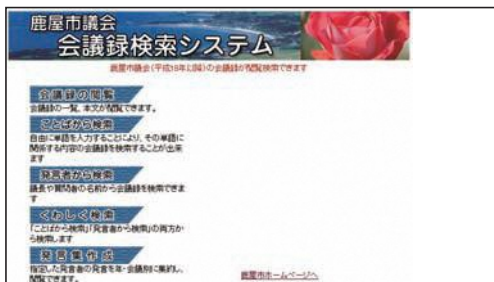 鹿屋市議会
会議録検索システム
鹿屋市議会(平成18年以降)の会議録が閲覧検索できます
会議録の閲覧
会議録の一覧、本文が閲覧できます。
ことばから検索
自由に単語を入力することにより、その単語に
関係する内容の会議録を検索することが出来
ます
発言者から検索
議長や質問者の名前から会議録を検索できま
す
くわしく検索
「ことばから検索」「発言者から検索」の両方か
ら検索します
発言集作成
指定した発言者の発言を年・会議別に集約し、
閲覧できます。
鹿屋市ホームページへ